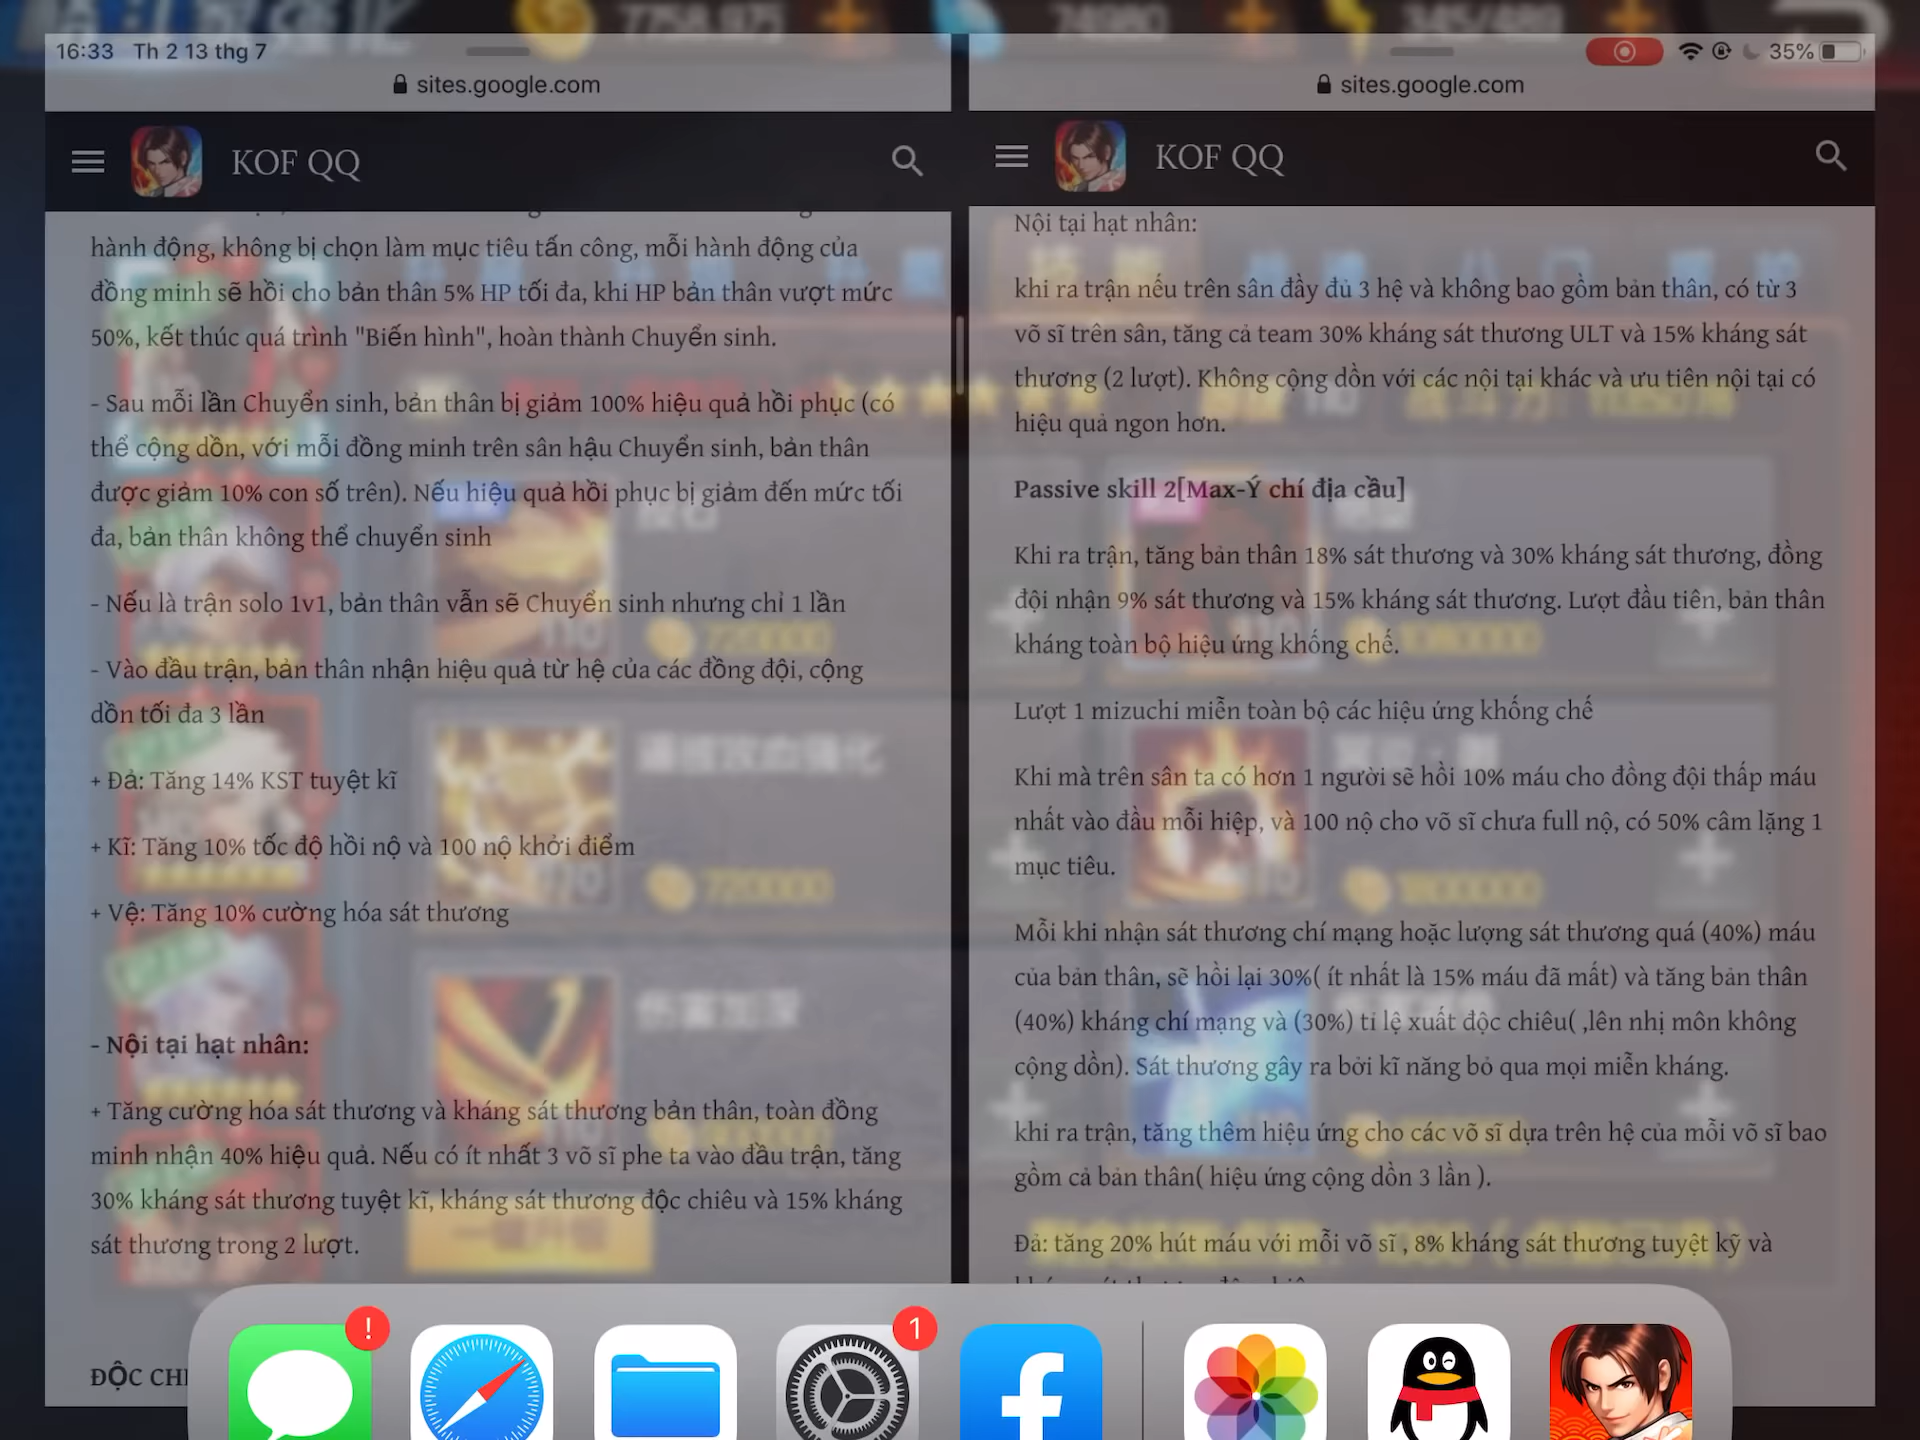 7758.97万
74980
345/489
16:33 Th 2 13 thg 7
35%
sites.google.com
KOF QQ
hành động, không bị chọn làm mục tiêu tấn công, mỗi hành động của
đồng minh sẽ hồi cho bản thân 5% HP tối đa, khi HP bản thân vượt mức
50%, kết thúc quá trình "Biến hình", hoàn thành Chuyển sinh.
- Sau mỗi lần Chuyển sinh, bản thân bị giảm 100% hiệu quả hồi phục (có
thể cộng dồn, với mỗi đồng minh trên sân hậu Chuyển sinh, bản thân
được giảm 10% con số trên). Nếu hiệu quả hồi phục bị giảm đến mức tối
đa, bản thân không thể chuyển sinh
- Nếu là trận solo 1v1, bản thân vẫn sẽ Chuyển sinh nhưng chỉ 1 lần
- Vào đầu trận, bản thân nhận hiệu quả từ hệ của các đồng đội, cộng
dồn tối đa 3 lần
+ Đả: Tăng 14% KST tuyệt kĩ
+ Kĩ: Tăng 10% tốc độ hồi nộ và 100 nộ khởi điểm
+ Vệ: Tăng 10% cường hóa sát thương
- Nội tại hạt nhân:
+ Tăng cường hóa sát thương và kháng sát thương bản thân, toàn đồng
minh nhận 40% hiệu quả. Nếu có ít nhất 3 võ sĩ phe ta vào đầu trận, tăng
30% kháng sát thương tuyệt kĩ, kháng sát thương độc chiêu và 15% kháng
sát thương trong 2 lượt.
ĐỘC CHI
sites.google.com
KOF QQ
Nội tại hạt nhân:
khi ra trận nếu trên sân đầy đủ 3 hệ và không bao gồm bản thân, có từ 3
võ sĩ trên sân, tăng cả team 30% kháng sát thương ULT và 15% kháng sát
thương (2 lượt). Không cộng dồn với các nội tại khác và ưu tiên nội tại có
hiệu quả ngon hơn.
Passive skill 2[Max-Ý chí địa cầu]
Khi ra trận, tăng bản thân 18% sát thương và 30% kháng sát thương, đồng
đội nhận 9% sát thương và 15% kháng sát thương. Lượt đầu tiên, bản thân
kháng toàn bộ hiệu ứng khống chế.
Lượt 1 mizuchi miễn toàn bộ các hiệu ứng khống chế
Khi mà trên sân ta có hơn 1 người sẽ hồi 10% máu cho đồng đội thấp máu
nhất vào đầu mỗi hiệp, và 100 nộ cho võ sĩ chưa full nộ, có 50% câm lặng 1
mục tiêu.
Mỗi khi nhận sát thương chí mạng hoặc lượng sát thương quá (40%) máu
của bản thân, sẽ hồi lại 30%( ít nhất là 15% máu đã mất) và tăng bản thân
(40%) kháng chí mạng và (30%) tỉ lệ xuất độc chiêu( ,lên nhị môn không
cộng dồn). Sát thương gây ra bởi kĩ năng bỏ qua mọi miễn kháng.
khi ra trận, tăng thêm hiệu ứng cho các võ sĩ dựa trên hệ của mỗi võ sĩ bao
gồm cả bản thân( hiệu ứng cộng dồn 3 lần ).
Đả: tăng 20% hút máu với mỗi võ sĩ , 8% kháng sát thương tuyệt kỹ và
720000
1080000
逼彼放血强化
720000
1800000
伤害加深
!
1